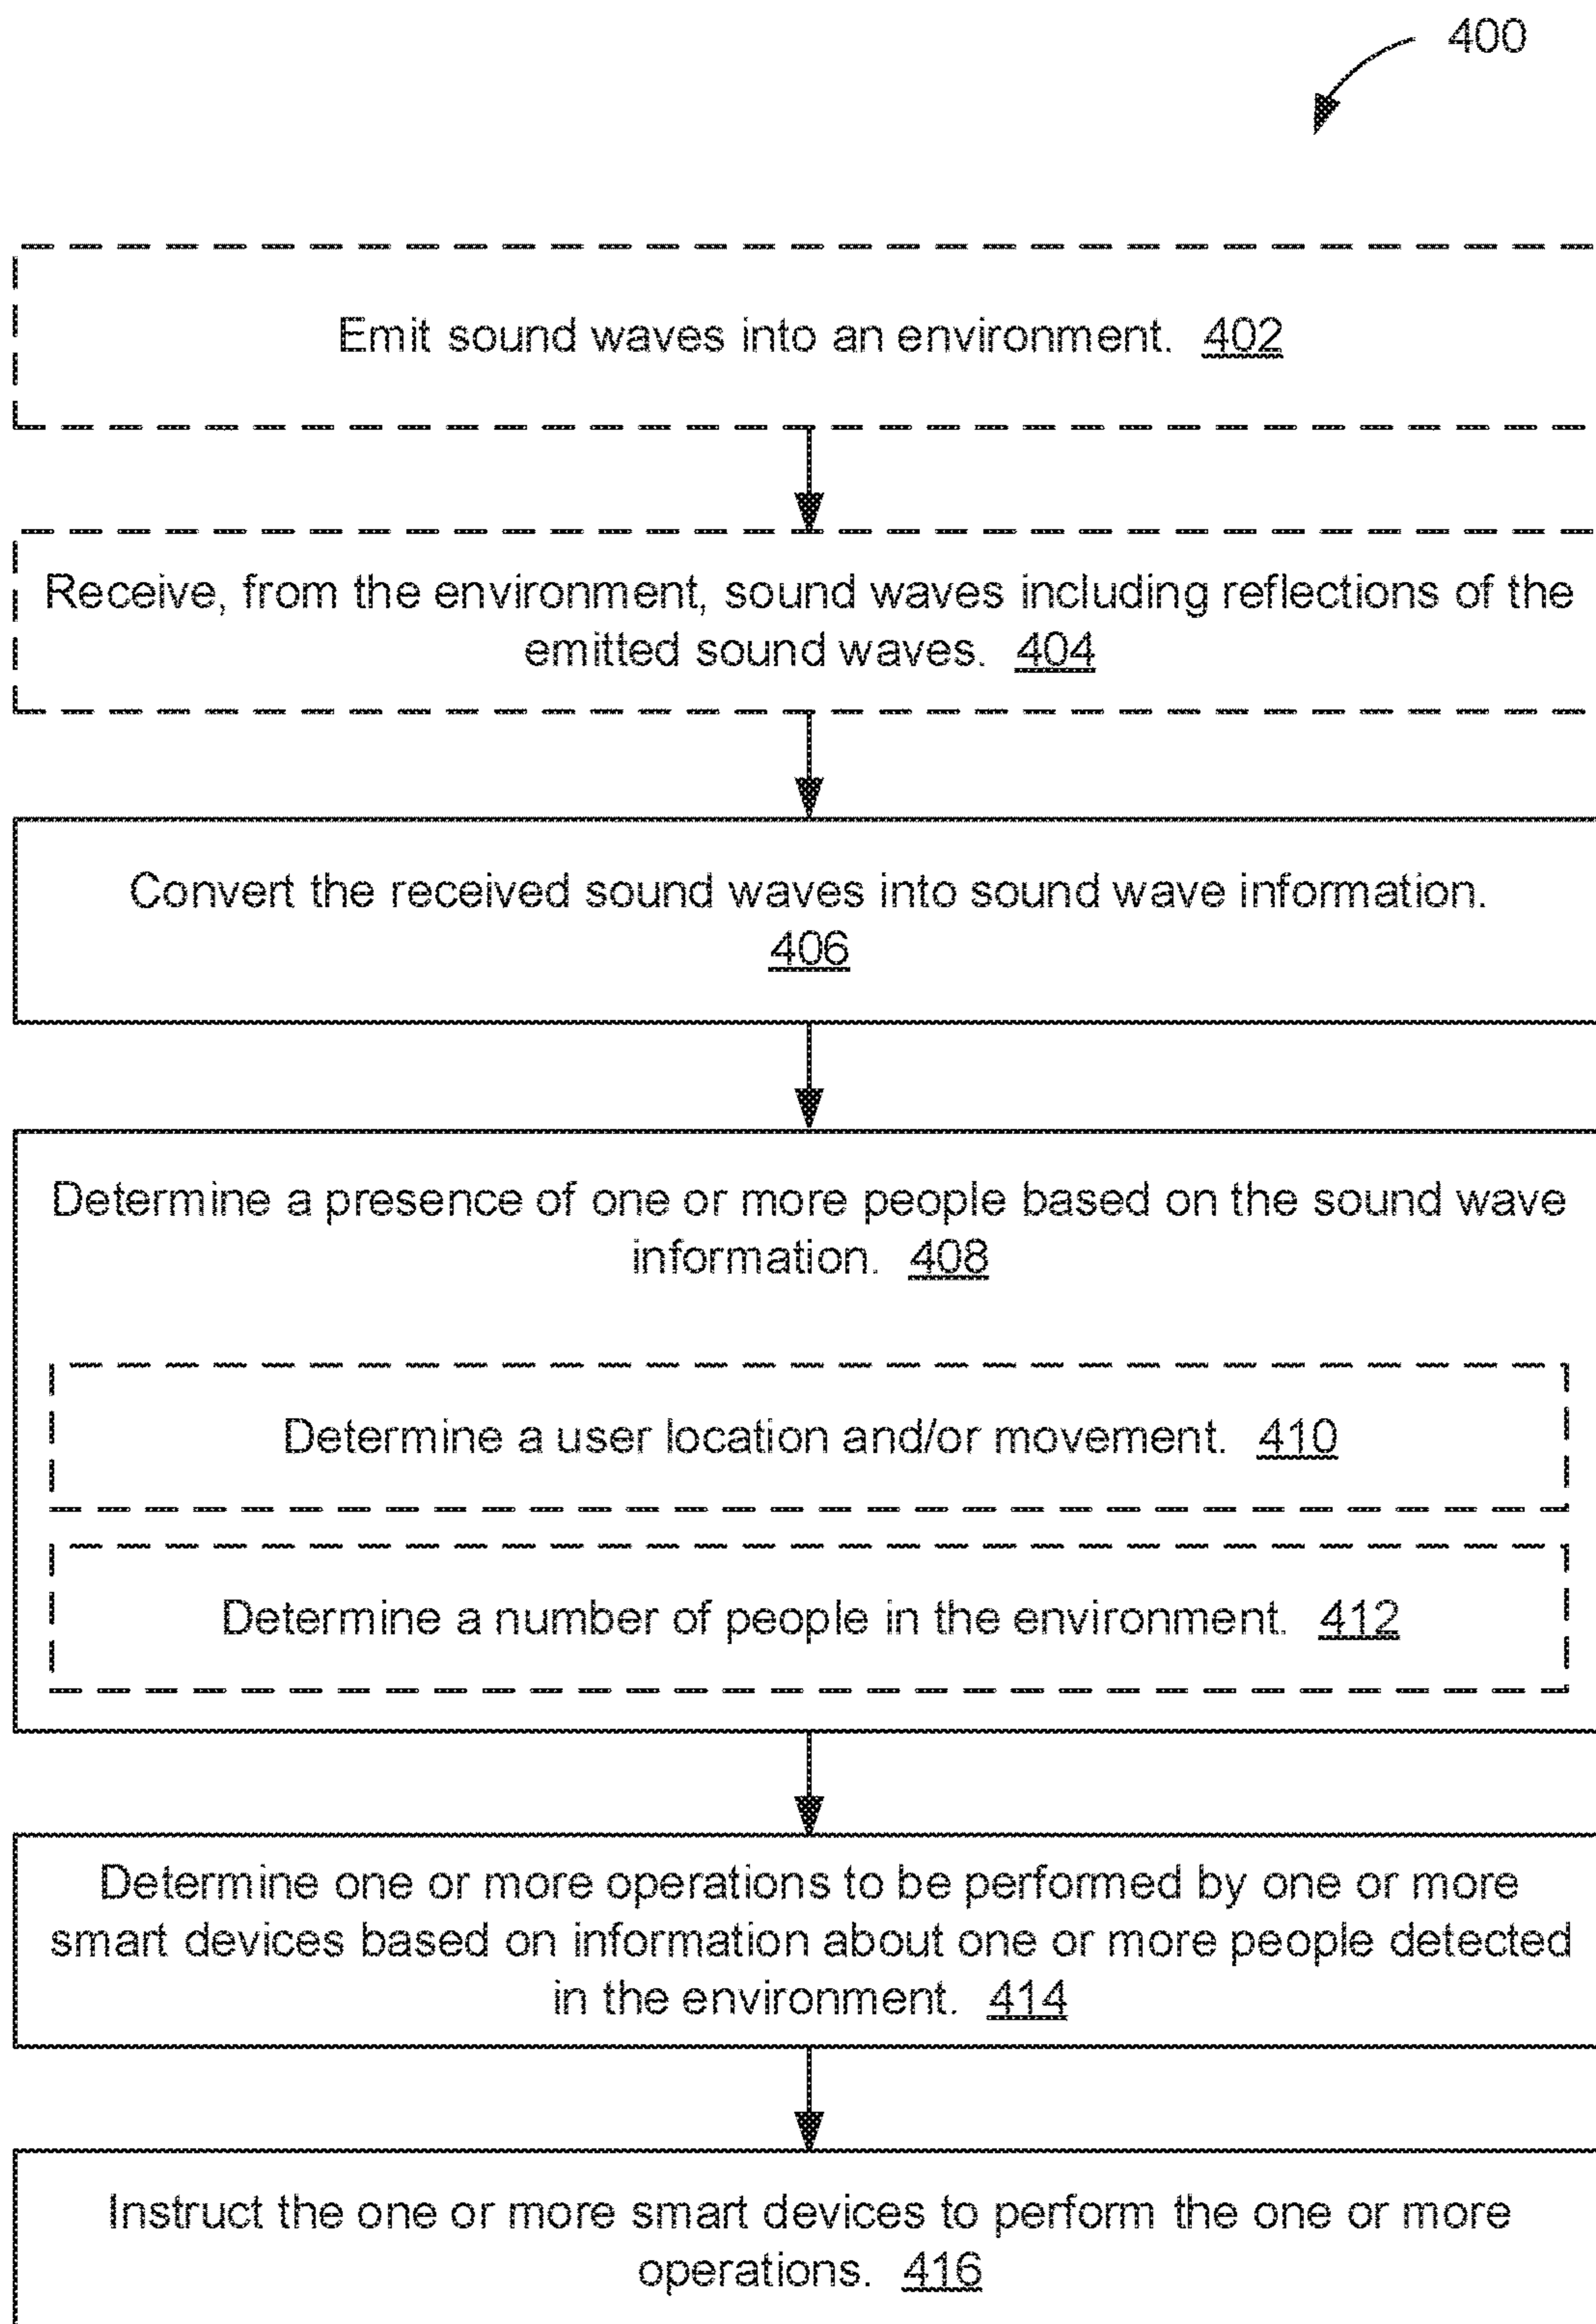 400
Emit sound waves into an environment. 402
Receive, from the environment, sound waves including reflections of the
emitted sound waves. 404
Convert the received sound waves into sound wave information.
406
Determine a presence of one or more people based on the sound wave
information. 408
Determine a user location and/or movement. 410
Determine a number of people in the environment. 412
Determine one or more operations to be performed by one or more
smart devices based on information about one or more people detected
in the environment. 414
Instruct the one or more smart devices to perform the one or more
operations. 416